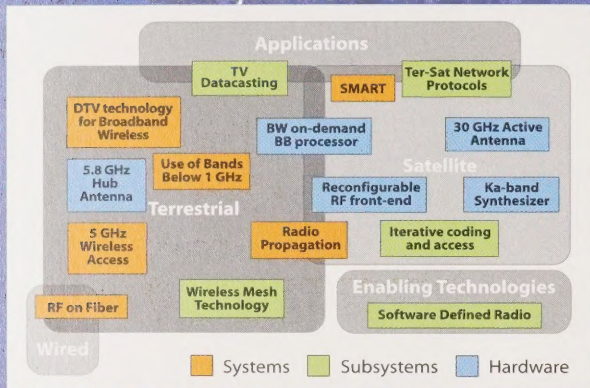 Applications
TV
Datacasting
SMART
Ter-Sat Network
Protocols
DTV technology
for Broadband
Wireless
BW on-demand
BB processor
30 GHz Active
Antenna
5.8 GHz
Hub
Antenna
Use of Bands
Below 1 GHz
Satellite
Terrestrial
Reconfigurable
RF front-end
Ka-band
Synthesizer
5 GHz
Wireless
Access
Radio
Propagation
Iterative coding
and access
RF on Fiber
Wireless Mesh
Technology
Enabling Technologies
Software Defined Radio
Wired
Systems
Subsystems
Hardware